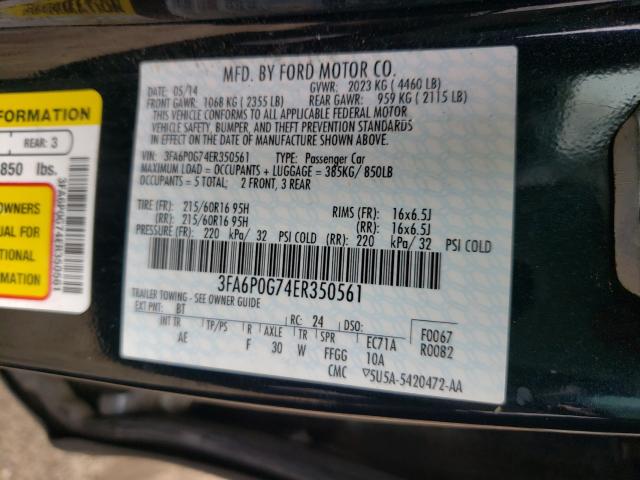 FORMATION
INFORMATION
REAR: 3
850 lbs.
OWNERS
UAL FOR
TIONAL
RMATION
3FA6P0G74ER350561
MFD. BY FORD MOTOR CO.
DATE: 05/14 GVWR: 2023 KG ( 4460 LB)
FRONT GAWR: 1068 KG ( 2355 LB) REAR GAWR: 959 KG ( 2115 LB)
THIS VEHICLE CONFORMS TO ALL APPLICABLE FEDERAL MOTOR
VEHICLE SAFETY, BUMPER, AND THEFT PREVENTION STANDARDS
IN EFFECT ON THE DATE OF MANUFACTURE SHOWN ABOVE.
VIN: 3FA6P0G74ER350561 TYPE: Passenger Car
MAXIMUM LOAD = OCCUPANTS + LUGGAGE = 385KG/ 850LB
OCCUPANTS = 5 TOTAL: 2 FRONT, 3 REAR
TIRE (FR): 215/60R16 95H RIMS (FR): 16x6.5J
(RR): 215/60R16 95H (RR): 16x6.5J
PRESSURE (FR): 220 kPa/ 32 PSI COLD (RR): 220 kPa/ 32 PSI COLD
3FA6P0G74ER350561
TRAILER TOWING - SEE OWNER GUIDE
EXT PNT: BT RC: 24 DSO: F0067
INT TR TP/PS R AXLE TR SPR EC71A R0082
AE F 30 W FFGG 10A
CMC 5U5A-5420472-AA